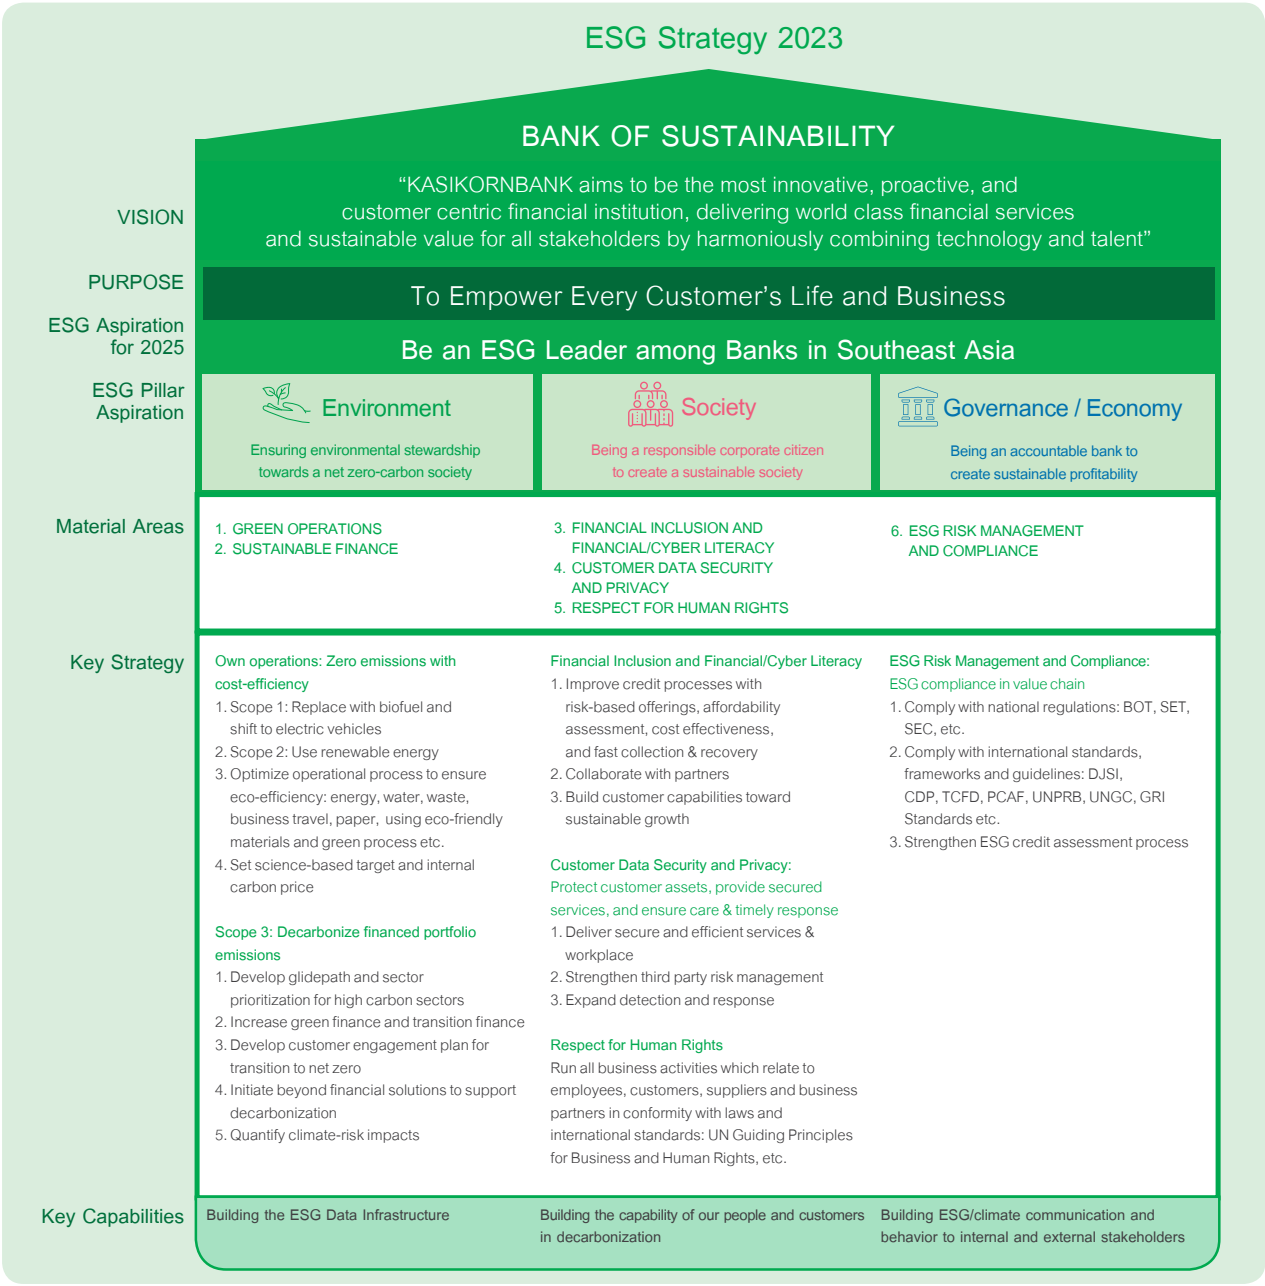 ESG Strategy 2023
BANK OF SUSTAINABILITY
VISION
“KASIKORNBANK aims to be the most innovative, proactive, and
customer centric financial institution, delivering world class financial services
and sustainable value for all stakeholders by harmoniously combining technology and talent”
PURPOSE
To Empower Every Customer’s Life and Business
ESG Aspiration
for 2025
Be an ESG Leader among Banks in Southeast Asia
ESG Pillar
Aspiration
Environment
Ensuring environmental stewardship
towards a net zero-carbon society
Society
Being a responsible corporate citizen
to create a sustainable society
Governance / Economy
Being an accountable bank to
create sustainable profitability
Material Areas
1. GREEN OPERATIONS
2. SUSTAINABLE FINANCE
3. FINANCIAL INCLUSION AND
FINANCIAL/CYBER LITERACY
4. CUSTOMER DATA SECURITY
AND PRIVACY
5. RESPECT FOR HUMAN RIGHTS
6. ESG RISK MANAGEMENT
AND COMPLIANCE
Key Strategy
Own operations: Zero emissions with
cost-efficiency
1. Scope 1: Replace with biofuel and
shift to electric vehicles
2. Scope 2: Use renewable energy
3. Optimize operational process to ensure
eco-efficiency: energy, water, waste,
business travel, paper, using eco-friendly
materials and green process etc.
4. Set science-based target and internal
carbon price
Scope 3: Decarbonize financed portfolio
emissions
1. Develop glidepath and sector
prioritization for high carbon sectors
2. Increase green finance and transition finance
3. Develop customer engagement plan for
transition to net zero
4. Initiate beyond financial solutions to support
decarbonization
5. Quantify climate-risk impacts
Financial Inclusion and Financial/Cyber Literacy
1. Improve credit processes with
risk-based offerings, affordability
assessment, cost effectiveness,
and fast collection & recovery
2. Collaborate with partners
3. Build customer capabilities toward
sustainable growth
Customer Data Security and Privacy:
Protect customer assets, provide secured
services, and ensure care & timely response
1. Deliver secure and efficient services &
workplace
2. Strengthen third party risk management
3. Expand detection and response
Respect for Human Rights
Run all business activities which relate to
employees, customers, suppliers and business
partners in conformity with laws and
international standards: UN Guiding Principles
for Business and Human Rights, etc.
ESG Risk Management and Compliance:
ESG compliance in value chain
1. Comply with national regulations: BOT, SET,
SEC, etc.
2. Comply with international standards,
frameworks and guidelines: DJSI,
CDP, TCFD, PCAF, UNPRB, UNGC, GRI
Standards etc.
3. Strengthen ESG credit assessment process
Key Capabilities
Building the ESG Data Infrastructure
Building the capability of our people and customers
in decarbonization
Building ESG/climate communication and
behavior to internal and external stakeholders